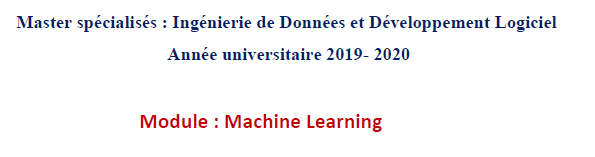 Master spécialisés : Ingénierie de Données et Développement Logiciel
Année universitaire 2019- 2020
Module : Machine Learning